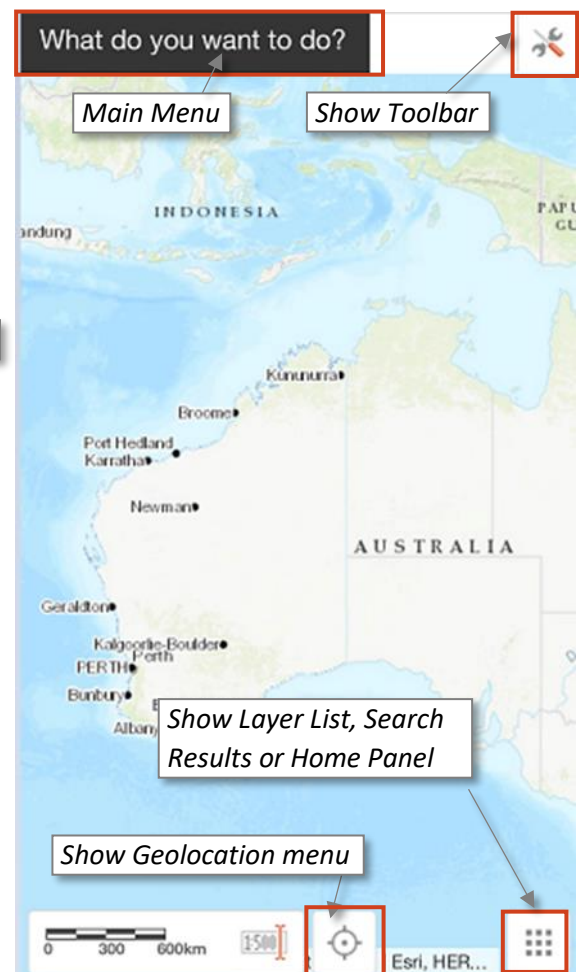 What do you want to do?
Main Menu
Show Toolbar
INDONESIA
andung
PAPU
GU
Kununurra
Broome
Port Hedland
Karratha
Newman
AUSTRALIA
Geraldton
Kalgoorlie-Boulder
Perth
PERTH
Bunbury
Albany
Show Layer List, Search
Results or Home Panel
Show Geolocation menu
0 300 600km
1:500
Esri, HER...